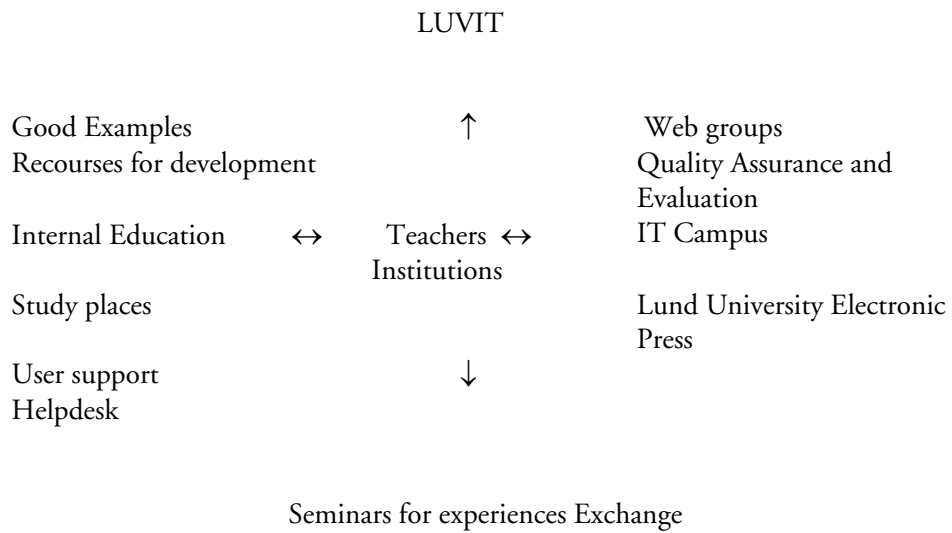 LUVIT
Good Examples ↑ Web groups
Recourses for development Quality Assurance and
Evaluation
Internal Education ↔ Teachers ↔ IT Campus
Institutions
Study places Lund University Electronic
Press
User support ↓
Helpdesk
Seminars for experiences Exchange